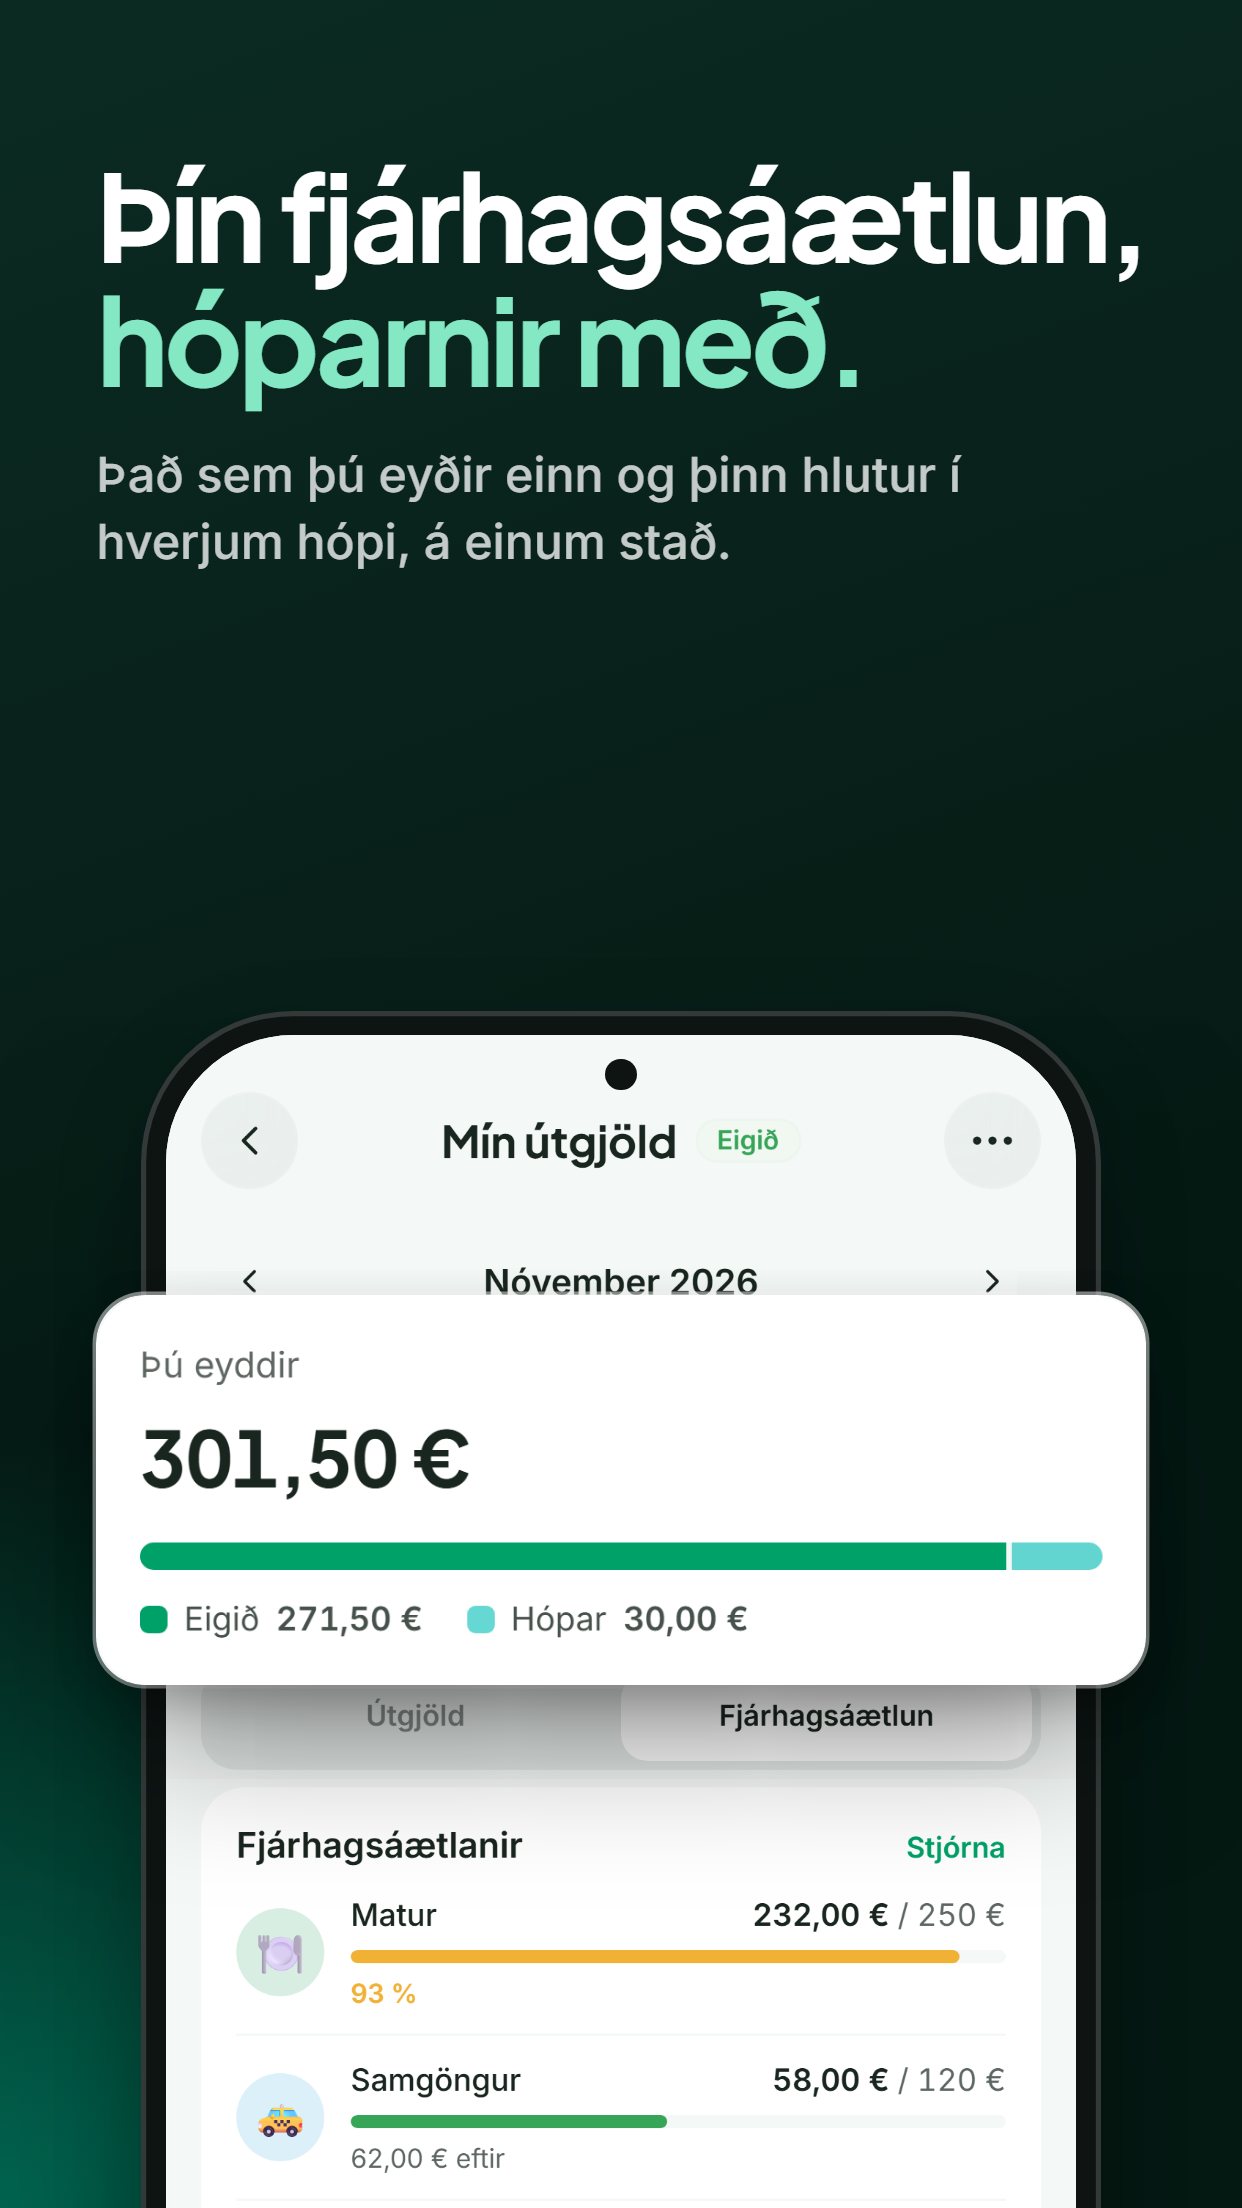 Þín fjárhagsáætlun,
hóparnir með.
Það sem þú eyðir einn og þinn hlutur í
hverjum hópi, á einum stað.
Mín útgjöld Eigið
Nóvember 2026
Þú eyddir
301,50 €
Eigið 271,50 € Hópar 30,00 €
Útgjöld Fjárhagsáætlun
Fjárhagsáætlanir Stjórna
Matur 232,00 € / 250 €
93 %
Samgöngur 58,00 € / 120 €
62,00 € eftir